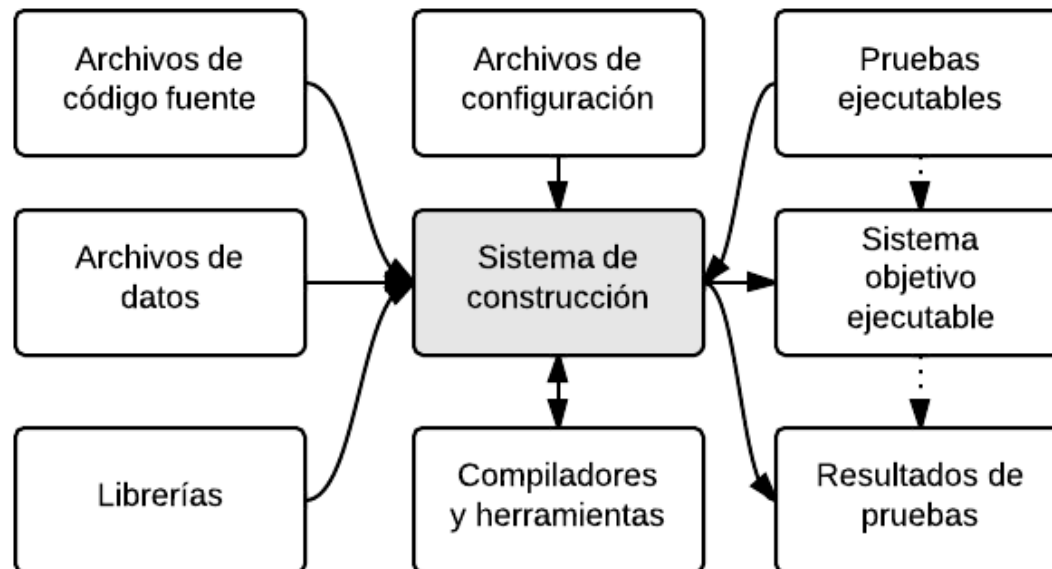 Archivos de
código fuente
Archivos de
configuración
Pruebas
ejecutables
Archivos de
datos
Sistema de
construcción
Sistema
objetivo
ejecutable
Librerías
Compiladores
y herramientas
Resultados de
pruebas